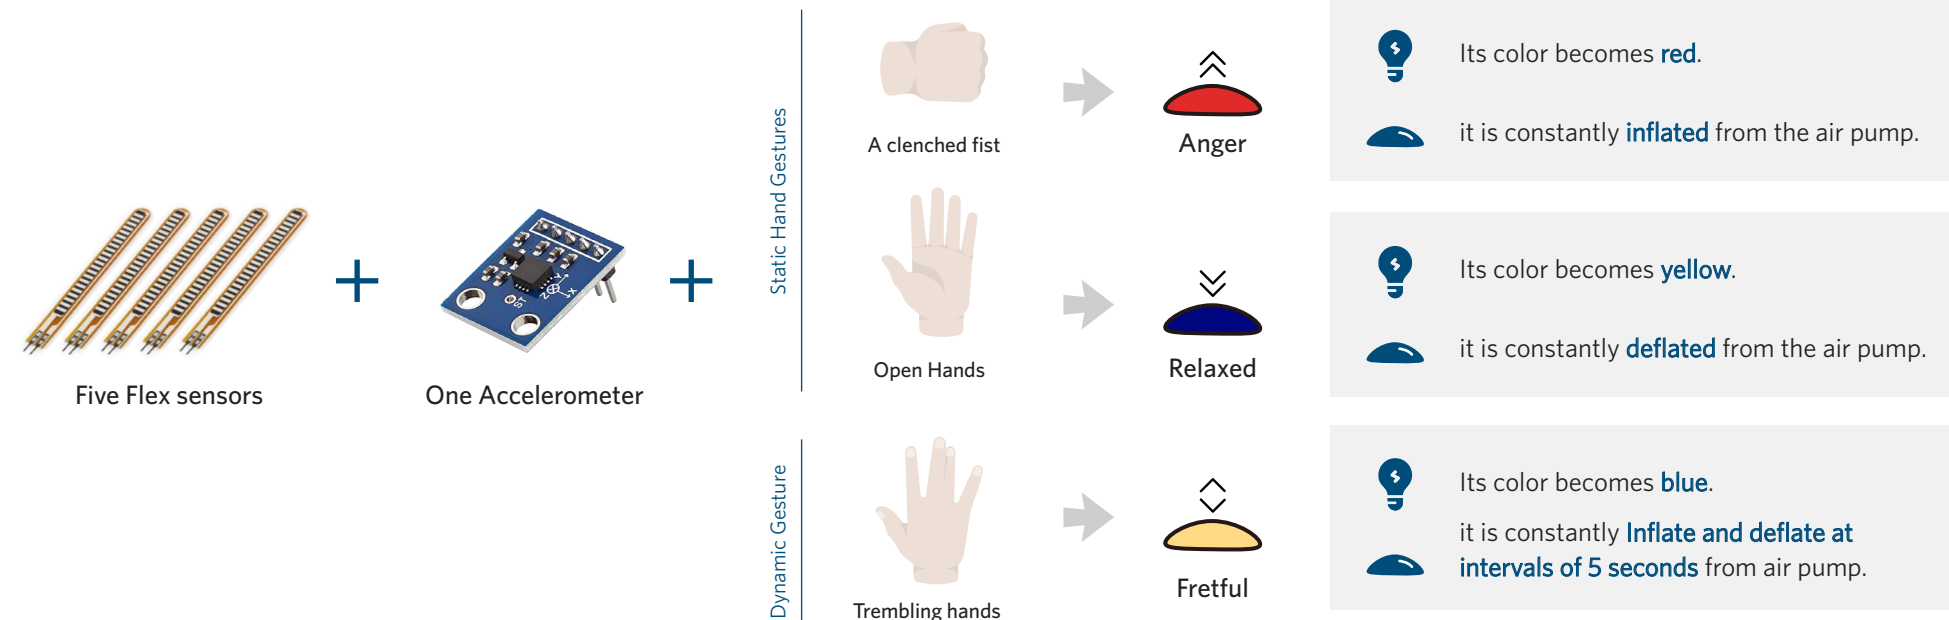 Five Flex sensors
One Accelerometer
ST
Z
Y
X
Static Hand Gestures
A clenched fist
Anger
Its color becomes red.
it is constantly inflated from the air pump.
Open Hands
Relaxed
Its color becomes yellow.
it is constantly deflated from the air pump.
Dynamic Gesture
Trembling hands
Fretful
Its color becomes blue.
it is constantly Inflate and deflate at
intervals of 5 seconds from air pump.